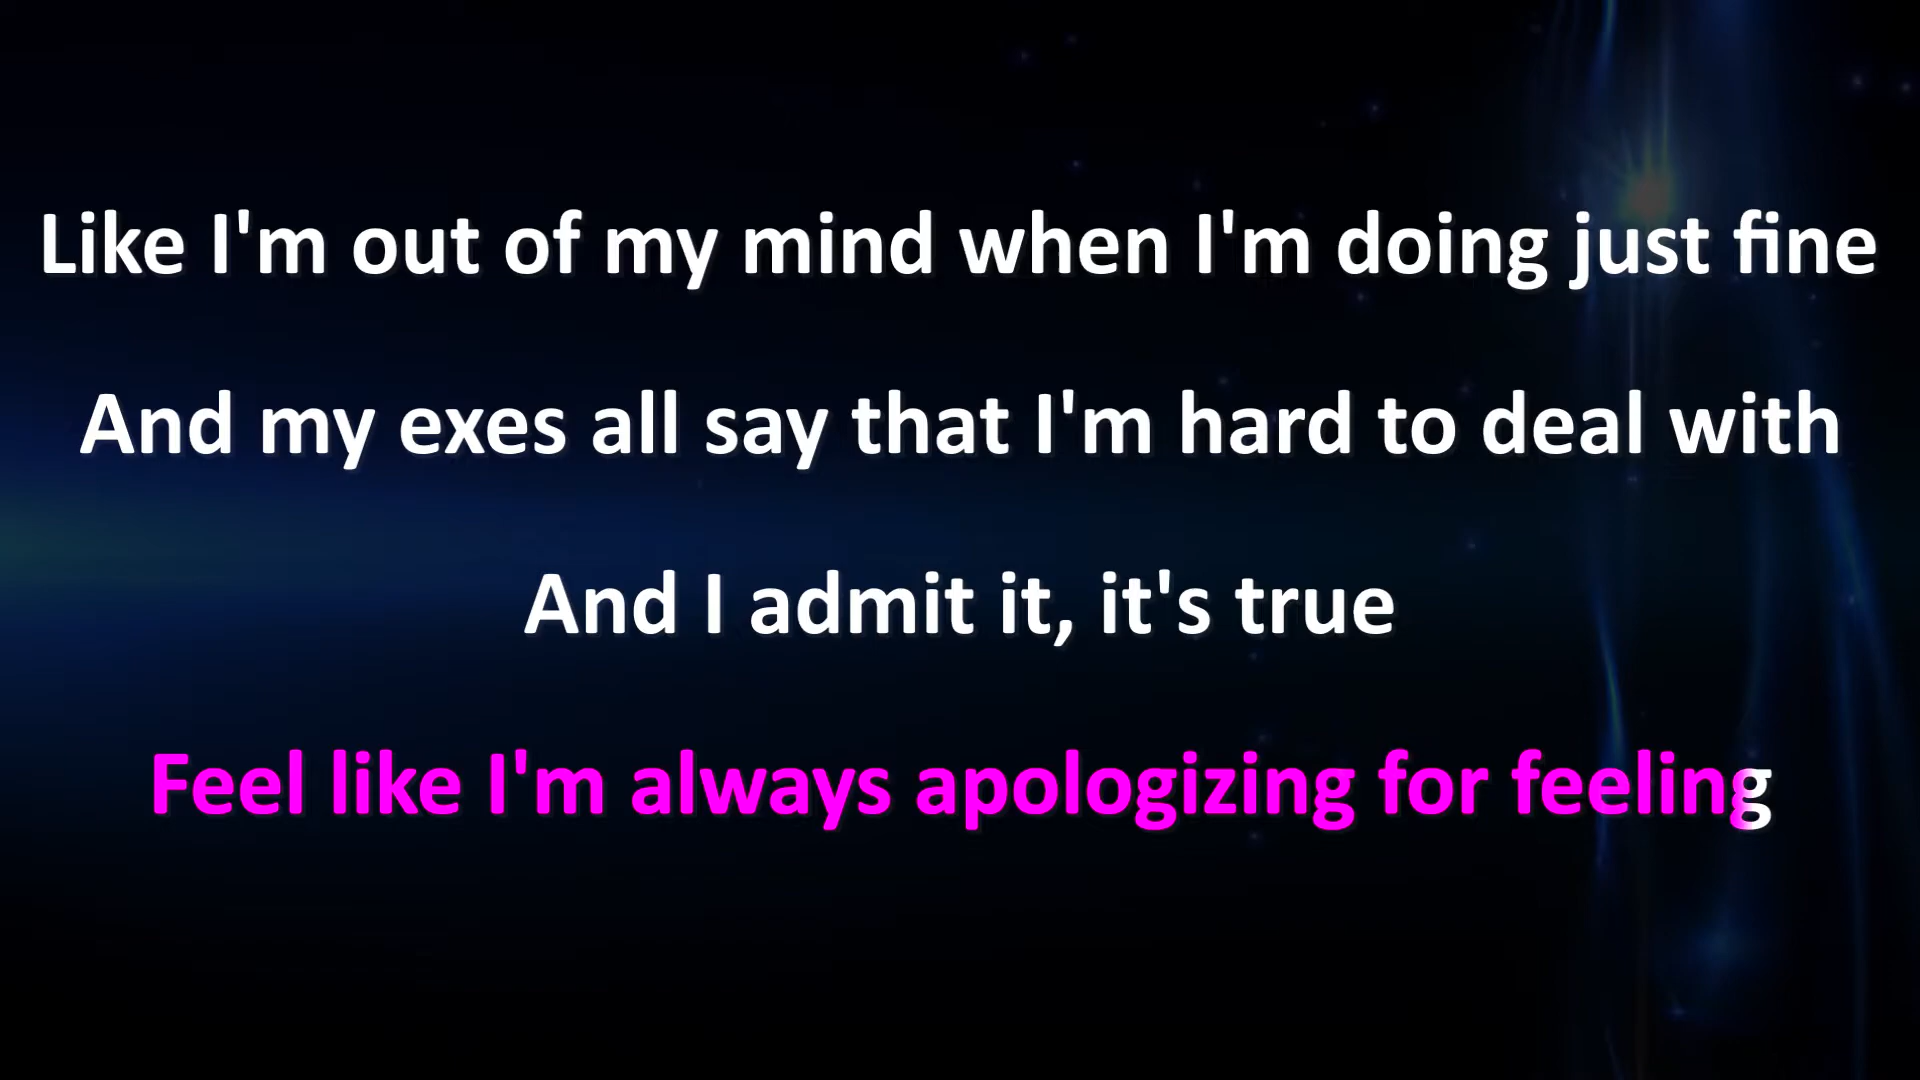 Like I'm out of my mind when I'm doing just fine
And my exes all say that I'm hard to deal with
And I admit it, it's true
Feel like I'm always apologizing for feeling